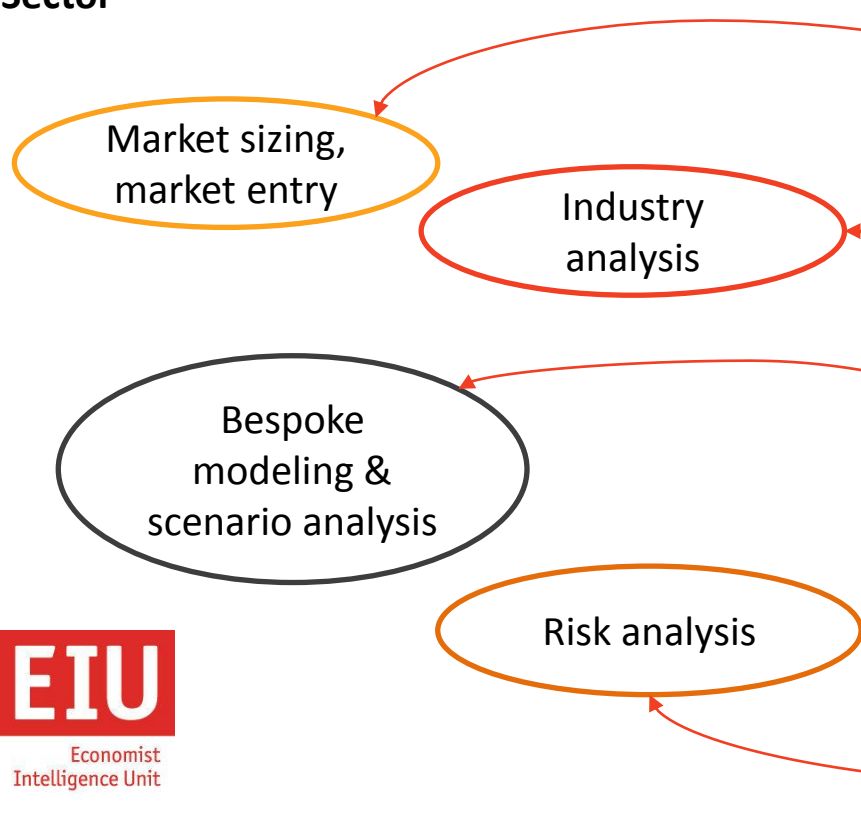 Sector
Market sizing,
market entry
Industry
analysis
Bespoke
modeling &
scenario analysis
Risk analysis
EIU
Economist
Intelligence Unit